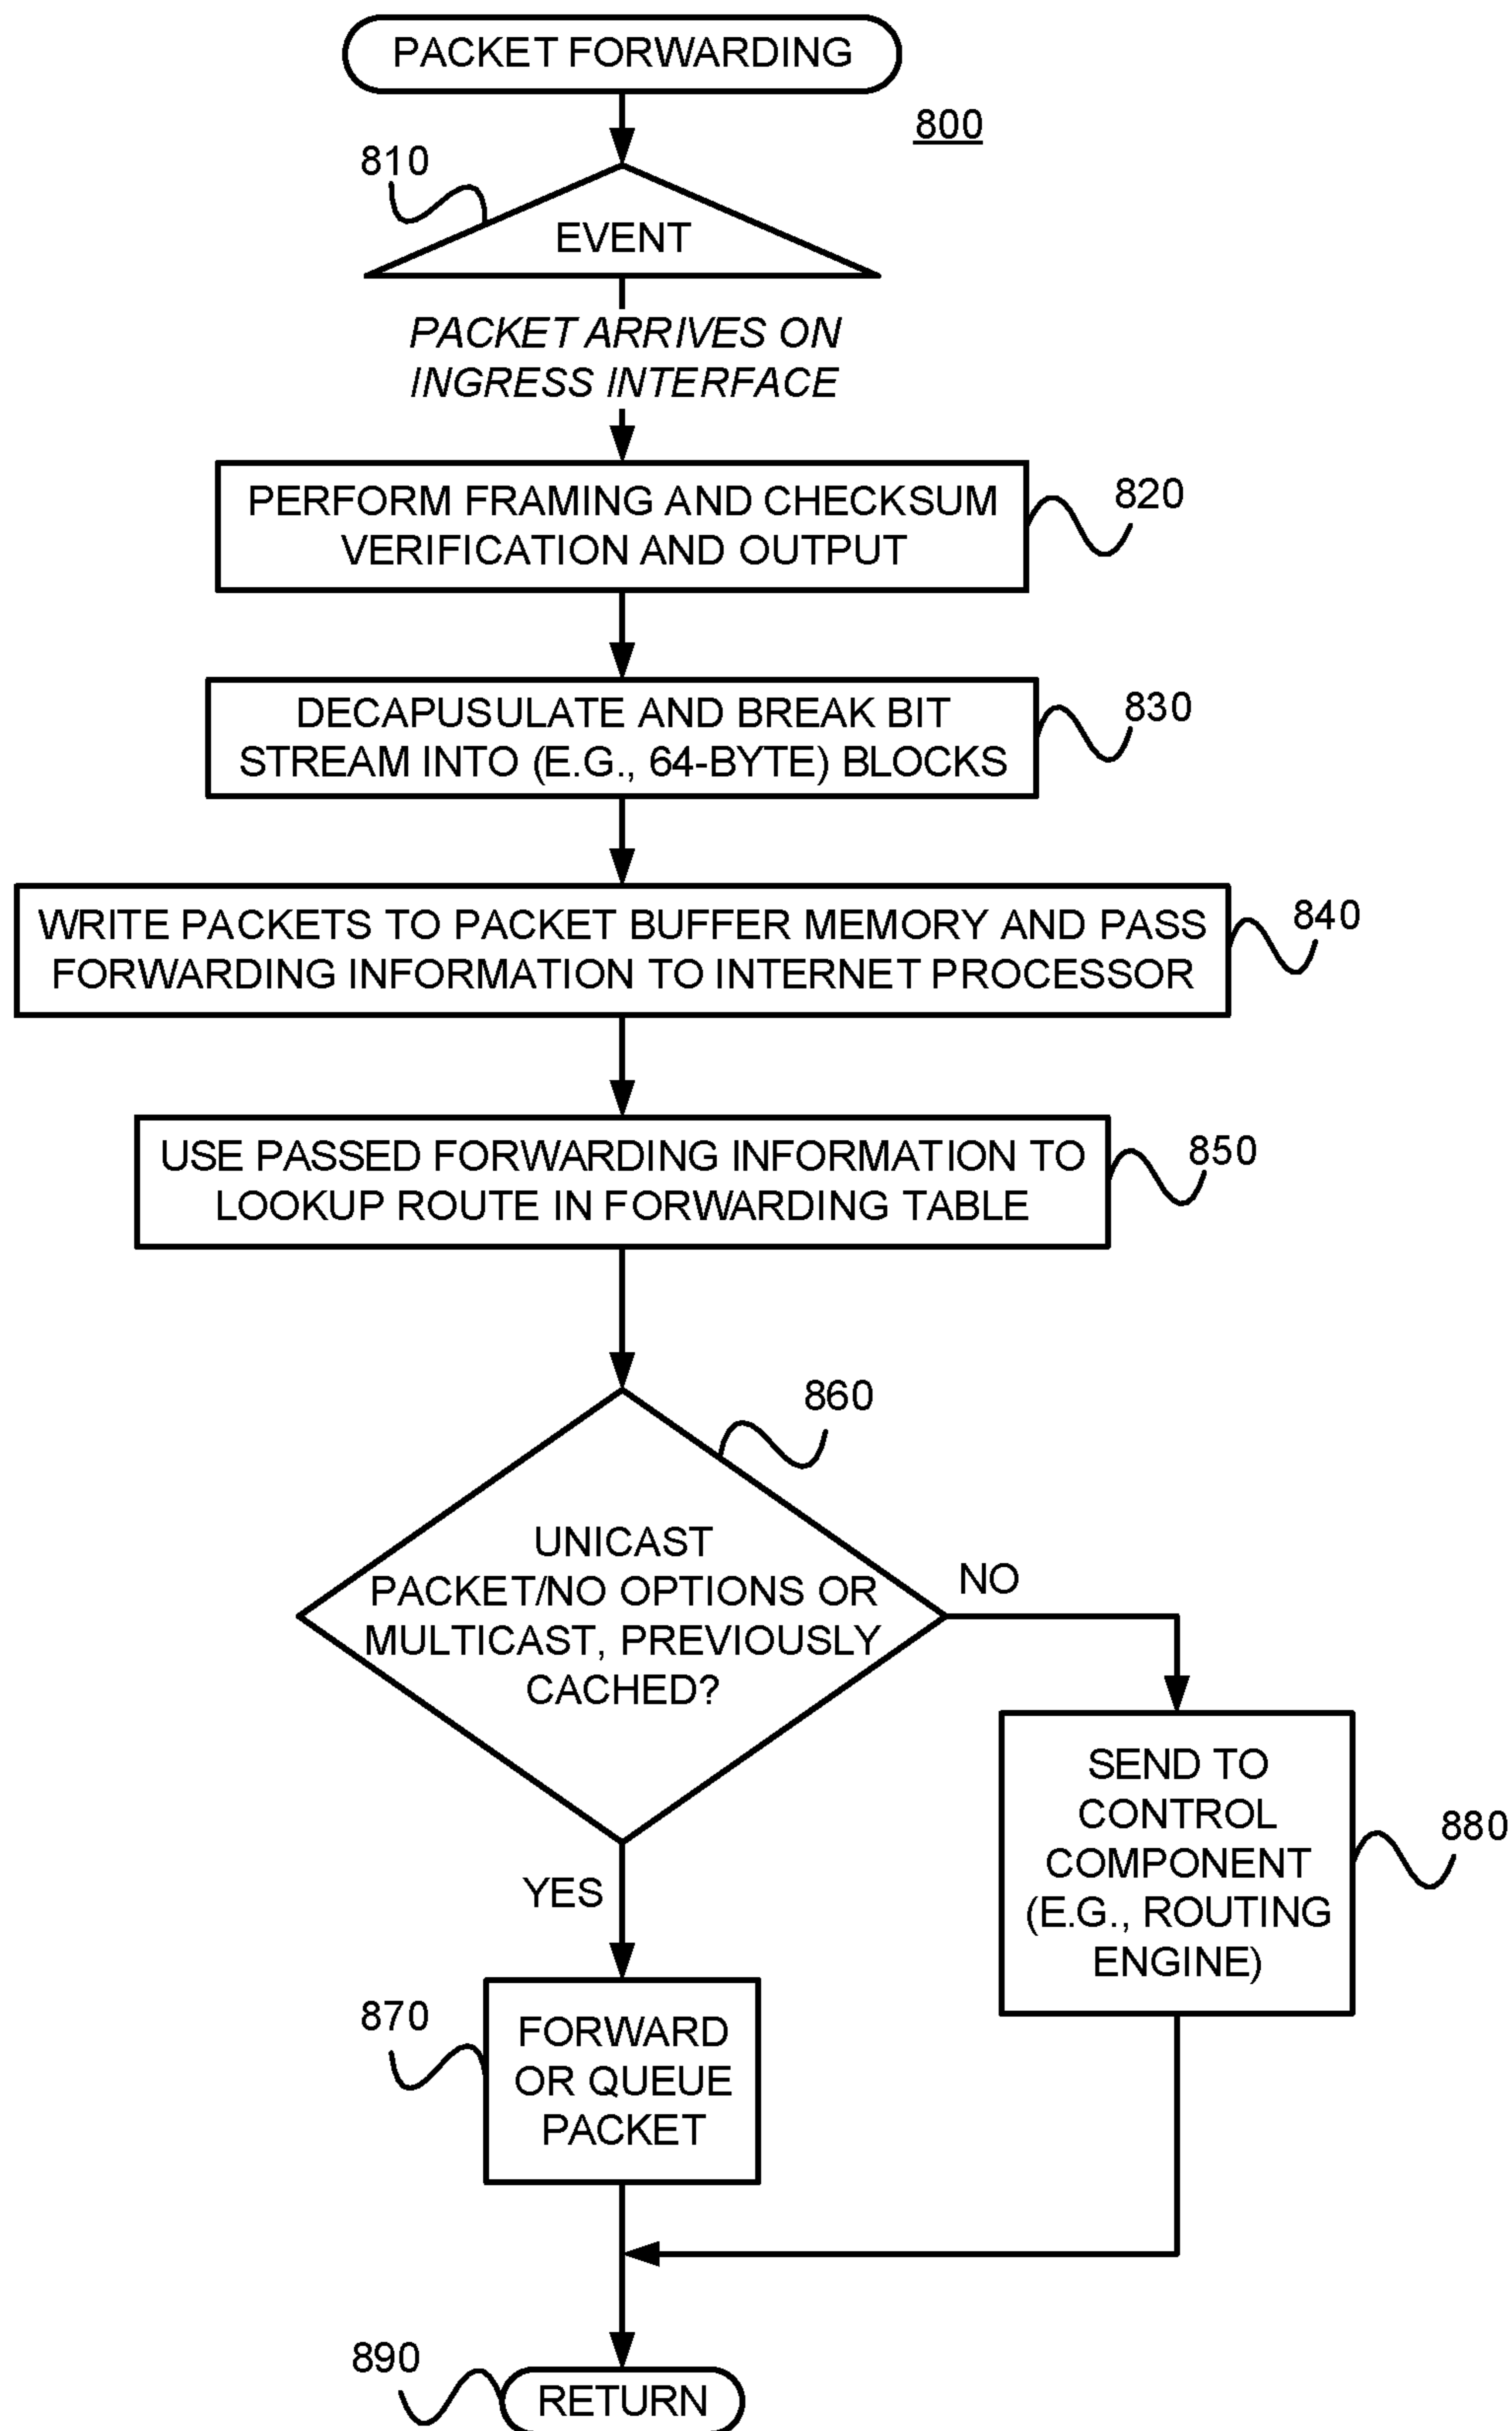 PACKET FORWARDING
800
810
EVENT
PACKET ARRIVES ON
INGRESS INTERFACE
PERFORM FRAMING AND CHECKSUM
VERIFICATION AND OUTPUT
820
DECAPUSULATE AND BREAK BIT
STREAM INTO (E.G., 64-BYTE) BLOCKS
830
WRITE PACKETS TO PACKET BUFFER MEMORY AND PASS
FORWARDING INFORMATION TO INTERNET PROCESSOR
840
USE PASSED FORWARDING INFORMATION TO
LOOKUP ROUTE IN FORWARDING TABLE
850
860
UNICAST
PACKET/NO OPTIONS OR
MULTICAST, PREVIOUSLY
CACHED?
NO
YES
SEND TO
CONTROL
COMPONENT
(E.G., ROUTING
ENGINE)
880
870
FORWARD
OR QUEUE
PACKET
890
RETURN